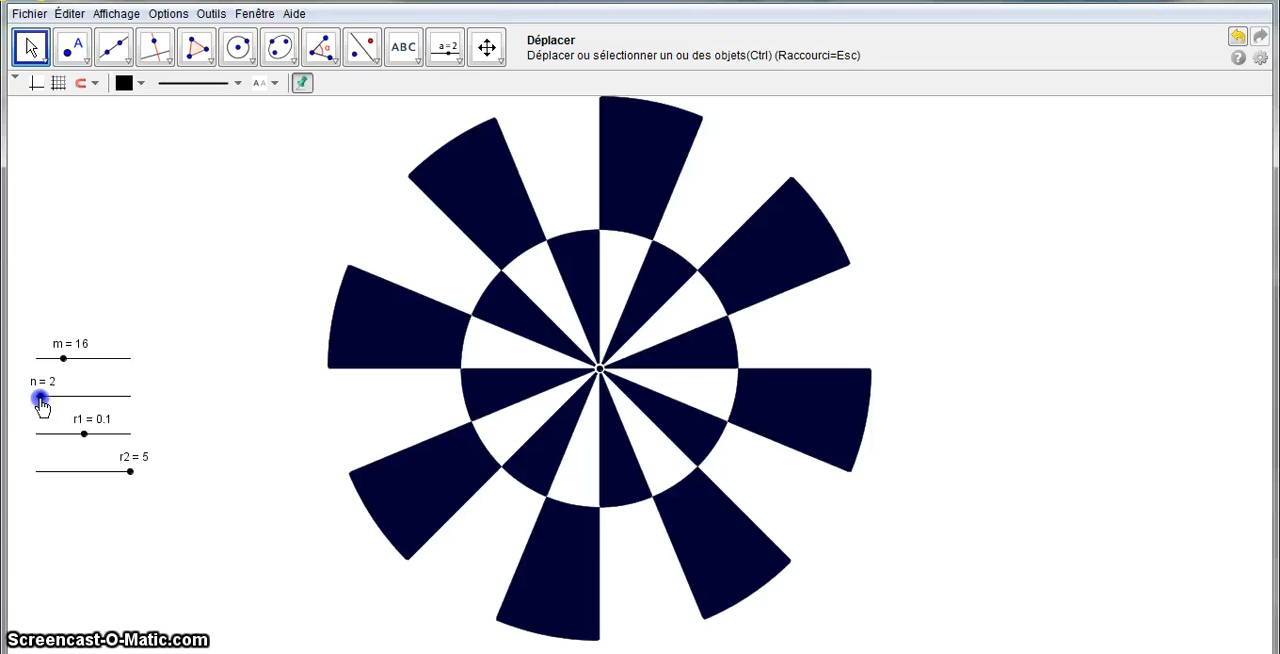 Fichier Éditer Affichage Options Outils Fenêtre Aide
ABC
a=2
Déplacer
Déplacer ou sélectionner un ou des objets(Ctrl) (Raccourci=Esc)
A A
m = 16
n = 2
r1 = 0.1
r2 = 5
Screencast-O-Matic.com